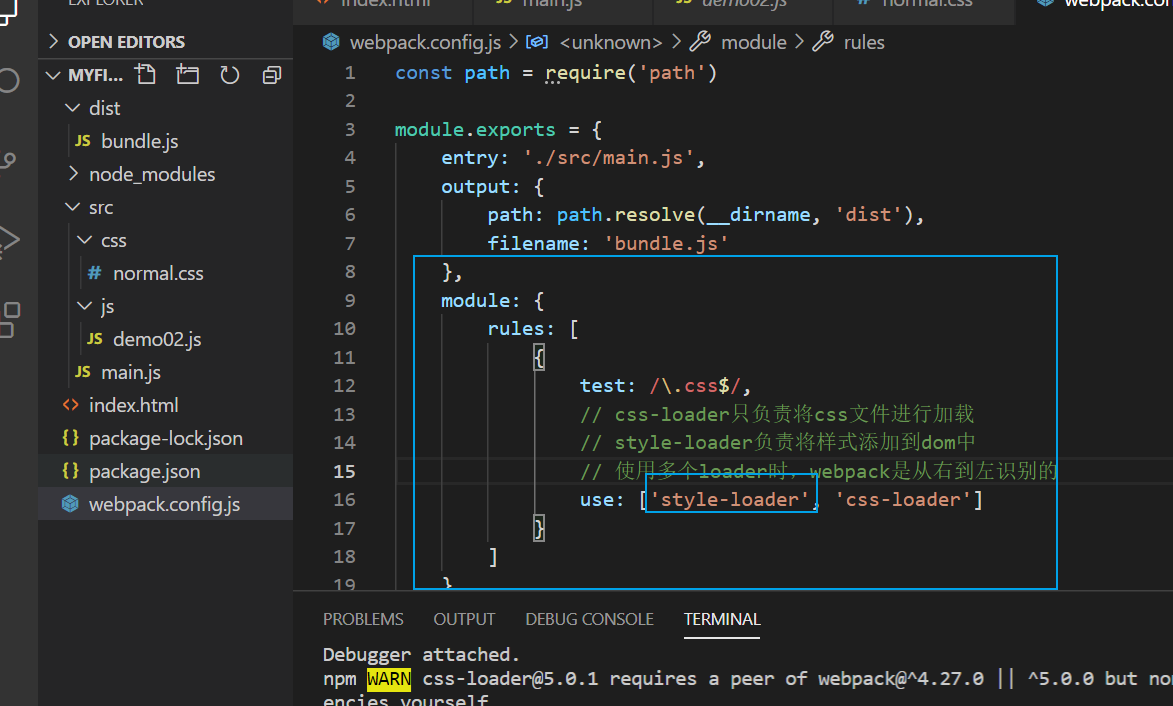 EXPLORER
OPEN EDITORS
MYFI...
dist
JS bundle.js
node_modules
src
css
# normal.css
js
JS demo02.js
JS main.js
<> index.html
{} package-lock.json
{} package.json
webpack.config.js
<> index.html JS main.js JS demo02.js # normal.css
webpack.config.js > <unknown> > module > rules
1 const path = require('path')
2
3 module.exports = {
4 entry: './src/main.js',
5 output: {
6 path: path.resolve(__dirname, 'dist'),
7 filename: 'bundle.js'
8 },
9 module: {
10 rules: [
11 {
12 test: /\.css$/,
13 // css-loader只负责将css文件进行加载
14 // style-loader负责将样式添加到dom中
15 // 使用多个loader时，webpack是从右到左识别的
16 use: ['style-loader', 'css-loader']
17 }
18 ]
19 }
PROBLEMS OUTPUT DEBUG CONSOLE TERMINAL
Debugger attached.
npm WARN css-loader@5.0.1 requires a peer of webpack@^4.27.0 || ^5.0.0 but
encies yourself